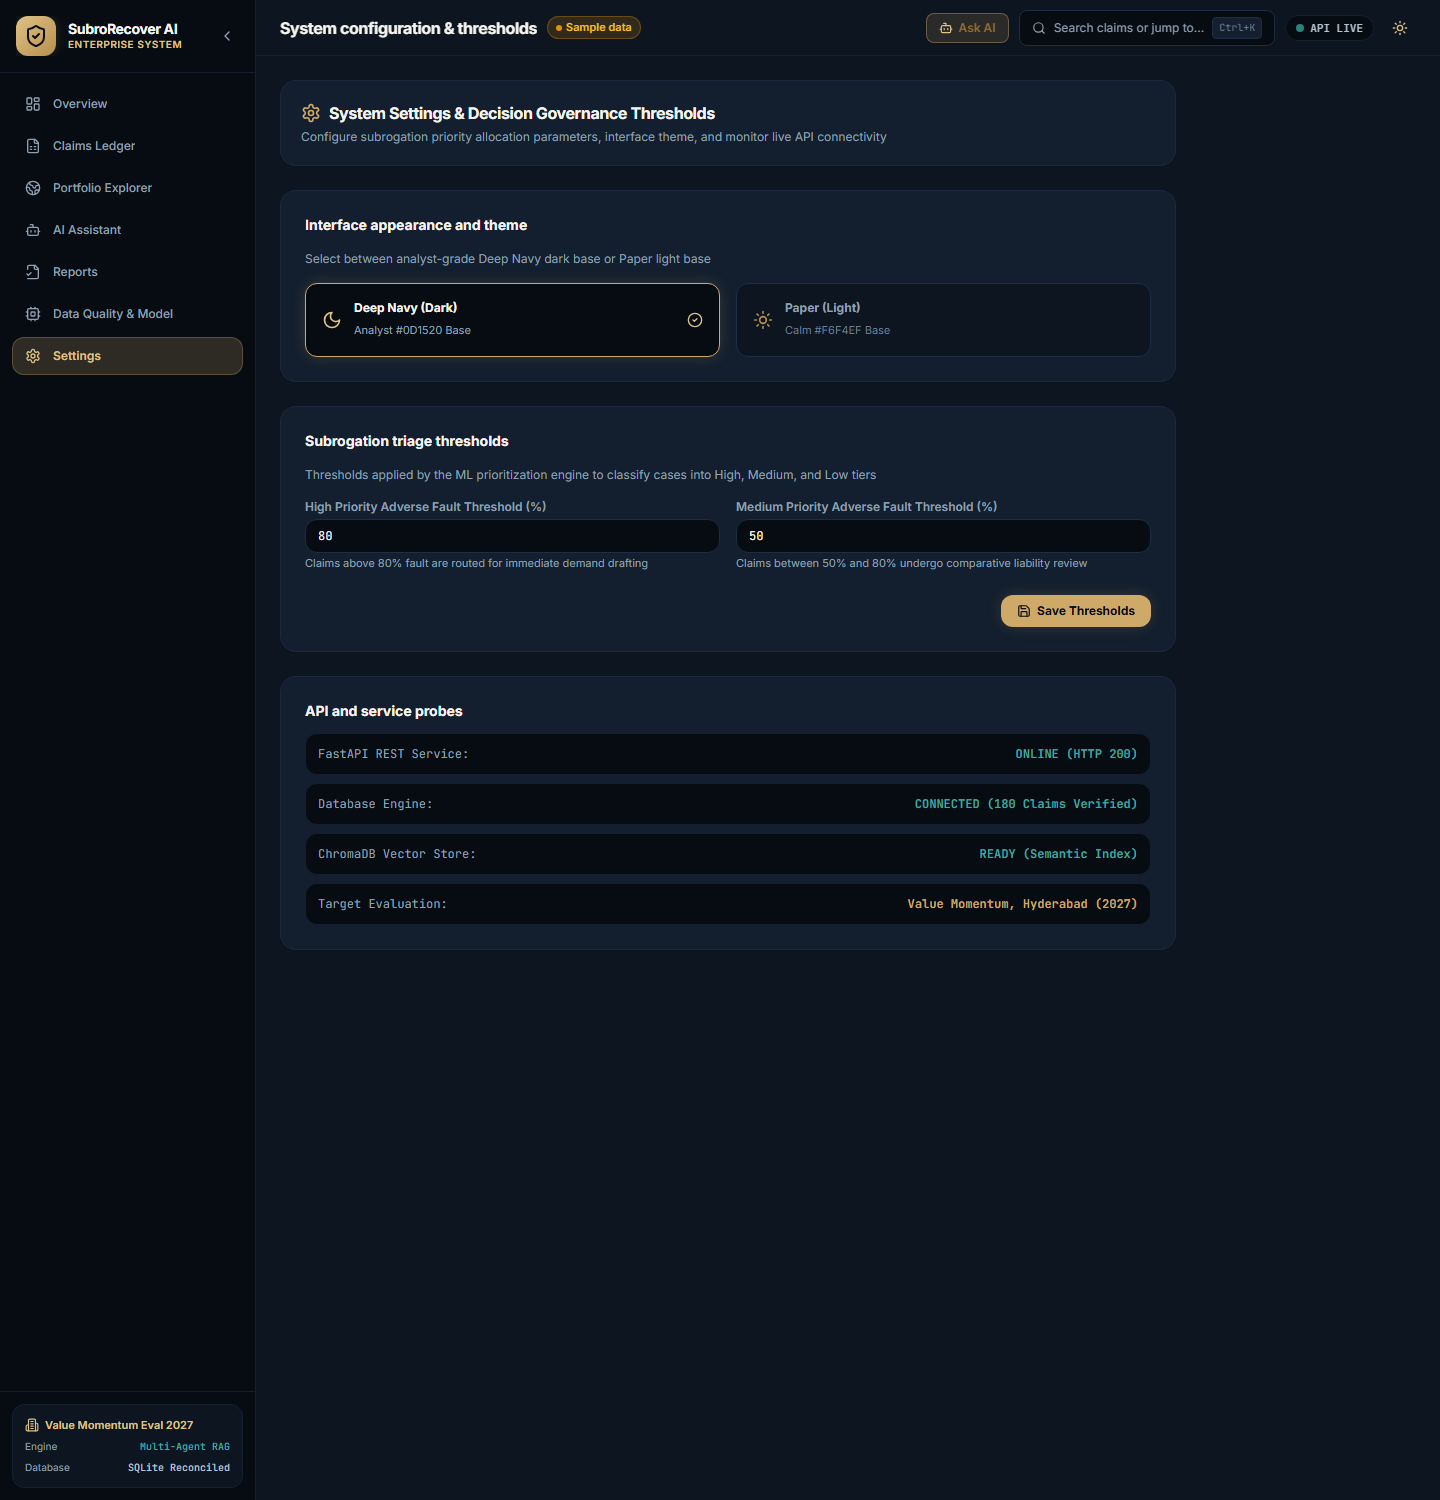 SubroRecover AI
ENTERPRISE SYSTEM
Overview
Claims Ledger
Portfolio Explorer
AI Assistant
Reports
Data Quality & Model
Settings
Value Momentum Eval 2027
Engine Multi-Agent RAG
Database SQLite Reconciled
System configuration & thresholds Sample data Ask AI Search claims or jump to... Ctrl+K API LIVE
System Settings & Decision Governance Thresholds
Configure subrogation priority allocation parameters, interface theme, and monitor live API connectivity
Interface appearance and theme
Select between analyst-grade Deep Navy dark base or Paper light base
Deep Navy (Dark)
Analyst #0D1520 Base
Paper (Light)
Calm #F6F4EF Base
Subrogation triage thresholds
Thresholds applied by the ML prioritization engine to classify cases into High, Medium, and Low tiers
High Priority Adverse Fault Threshold (%)
80
Claims above 80% fault are routed for immediate demand drafting
Medium Priority Adverse Fault Threshold (%)
50
Claims between 50% and 80% undergo comparative liability review
Save Thresholds
API and service probes
FastAPI REST Service: ONLINE (HTTP 200)
Database Engine: CONNECTED (180 Claims Verified)
ChromaDB Vector Store: READY (Semantic Index)
Target Evaluation: Value Momentum, Hyderabad (2027)